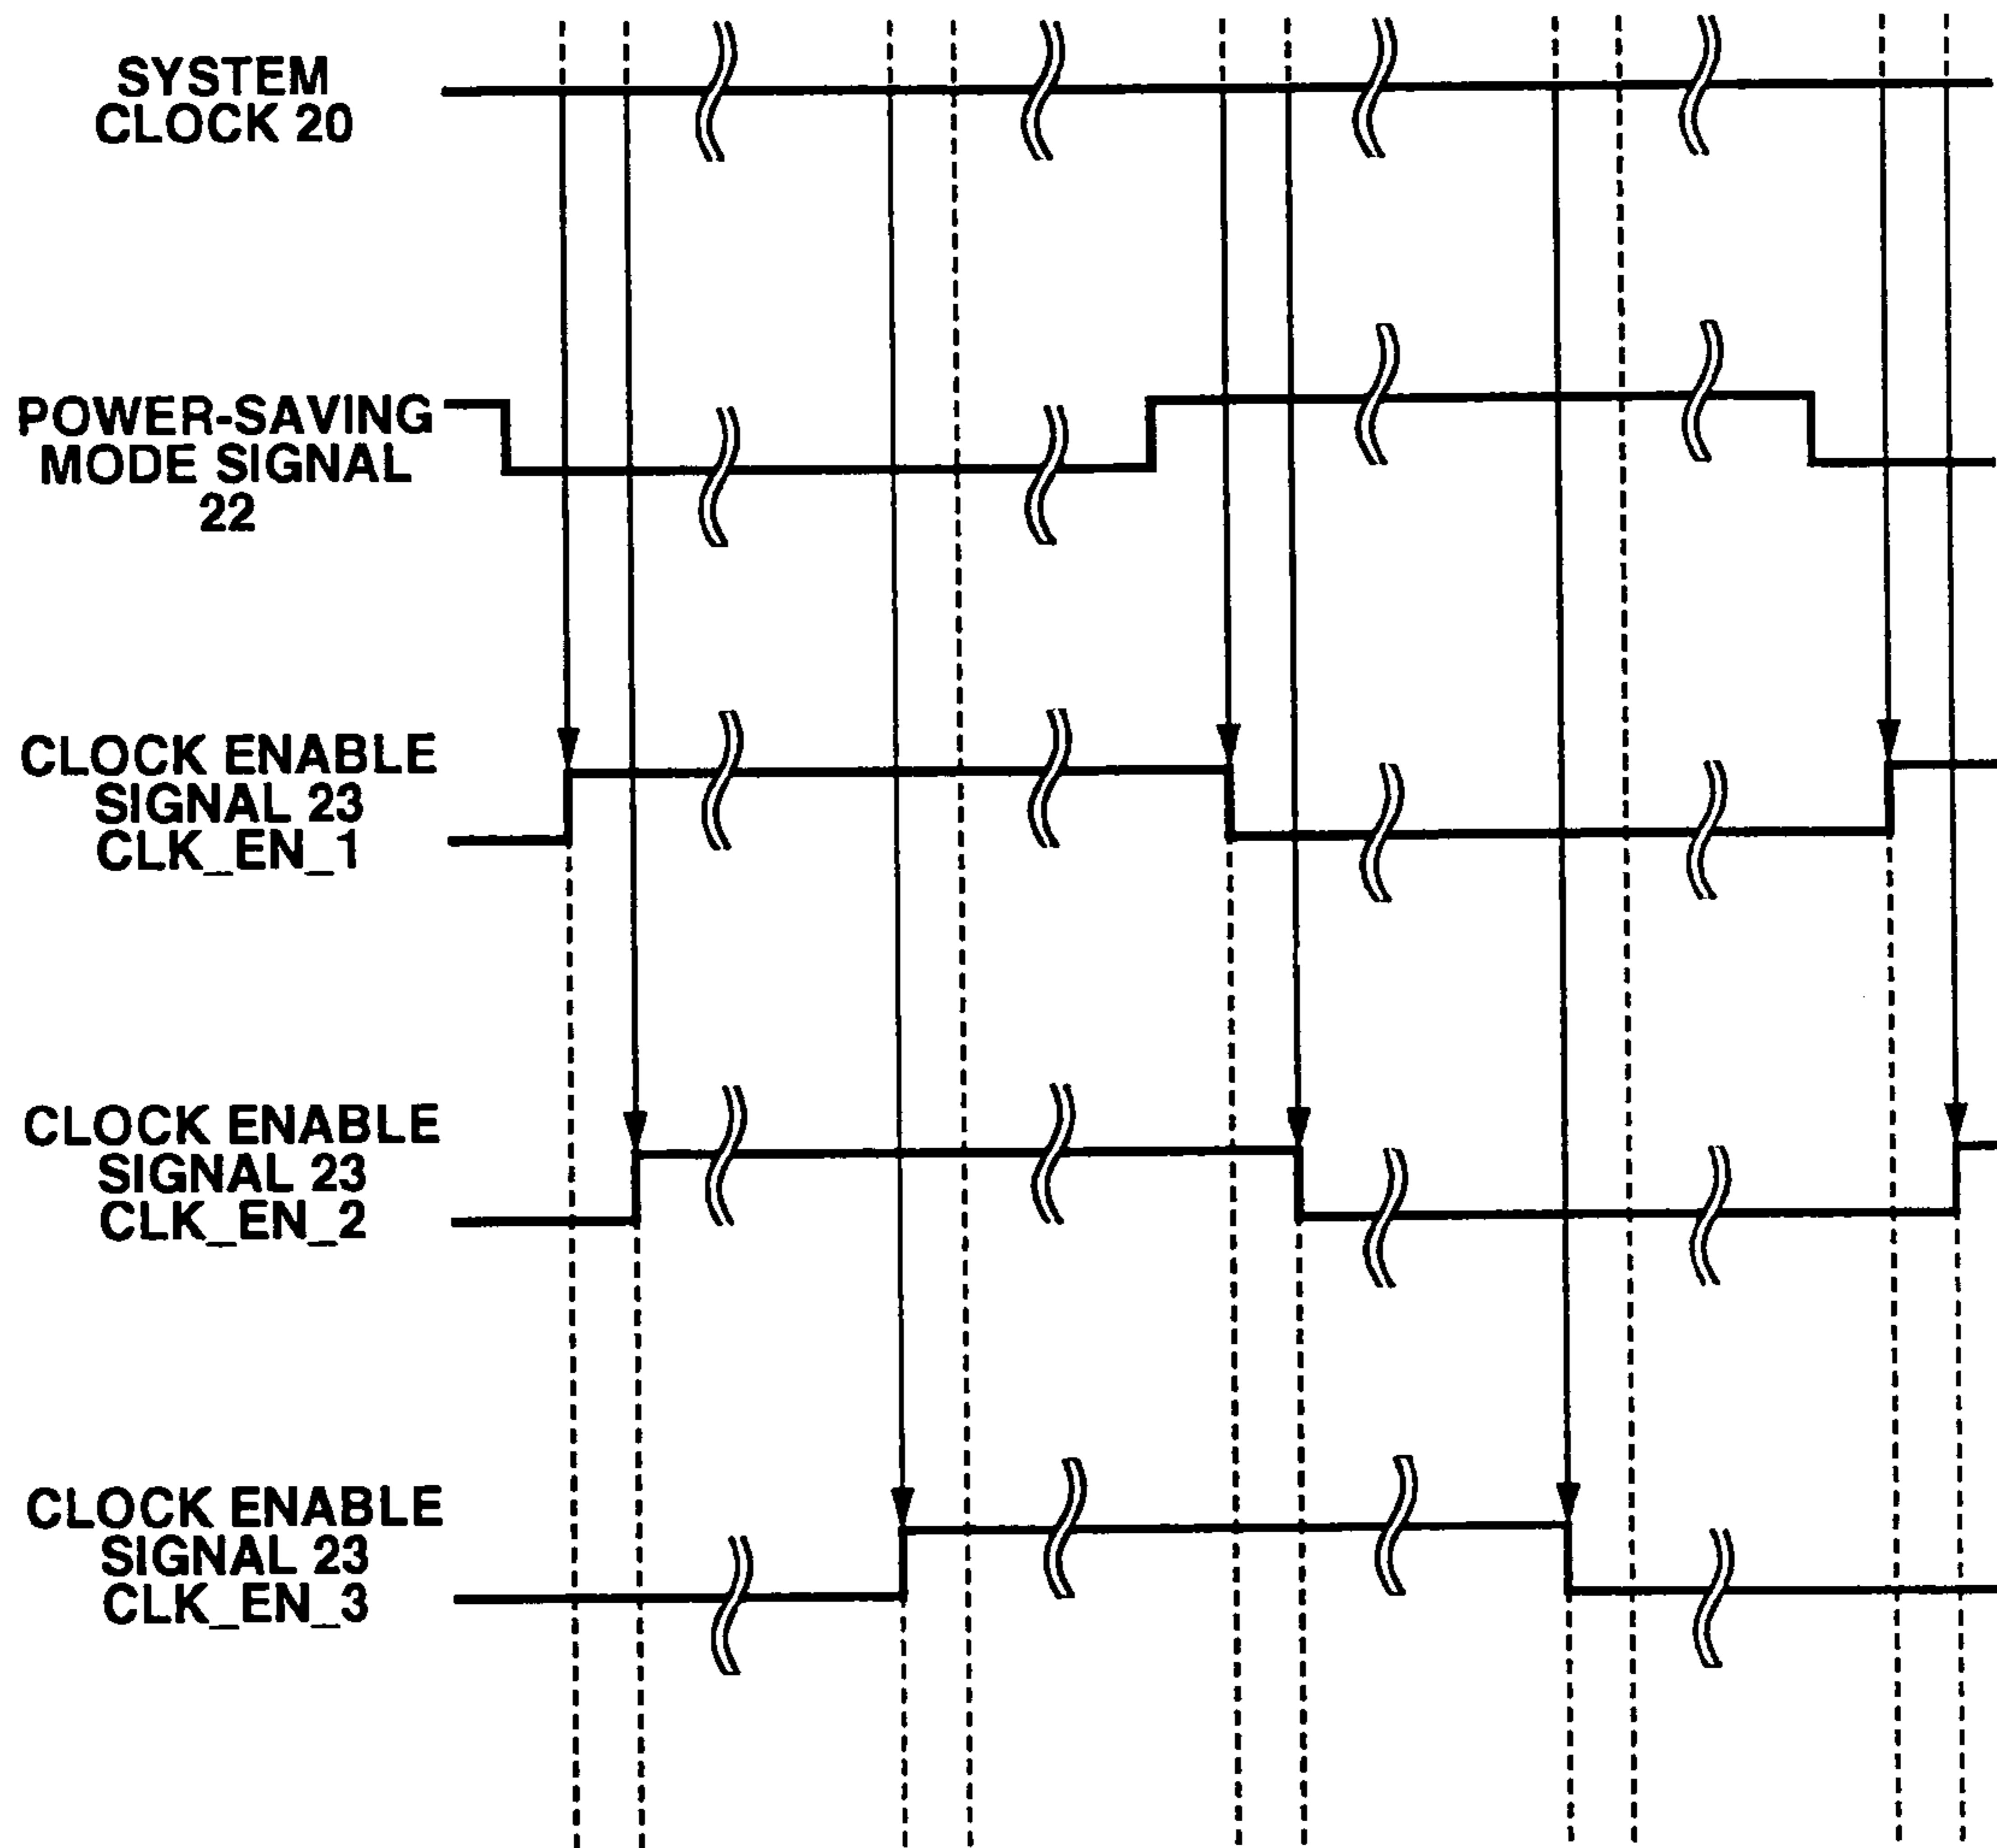 SYSTEM
CLOCK 20
POWER-SAVING
MODE SIGNAL
22
CLOCK ENABLE
SIGNAL 23
CLK_EN_1
CLOCK ENABLE
SIGNAL 23
CLK_EN_2
CLOCK ENABLE
SIGNAL 23
CLK_EN_3